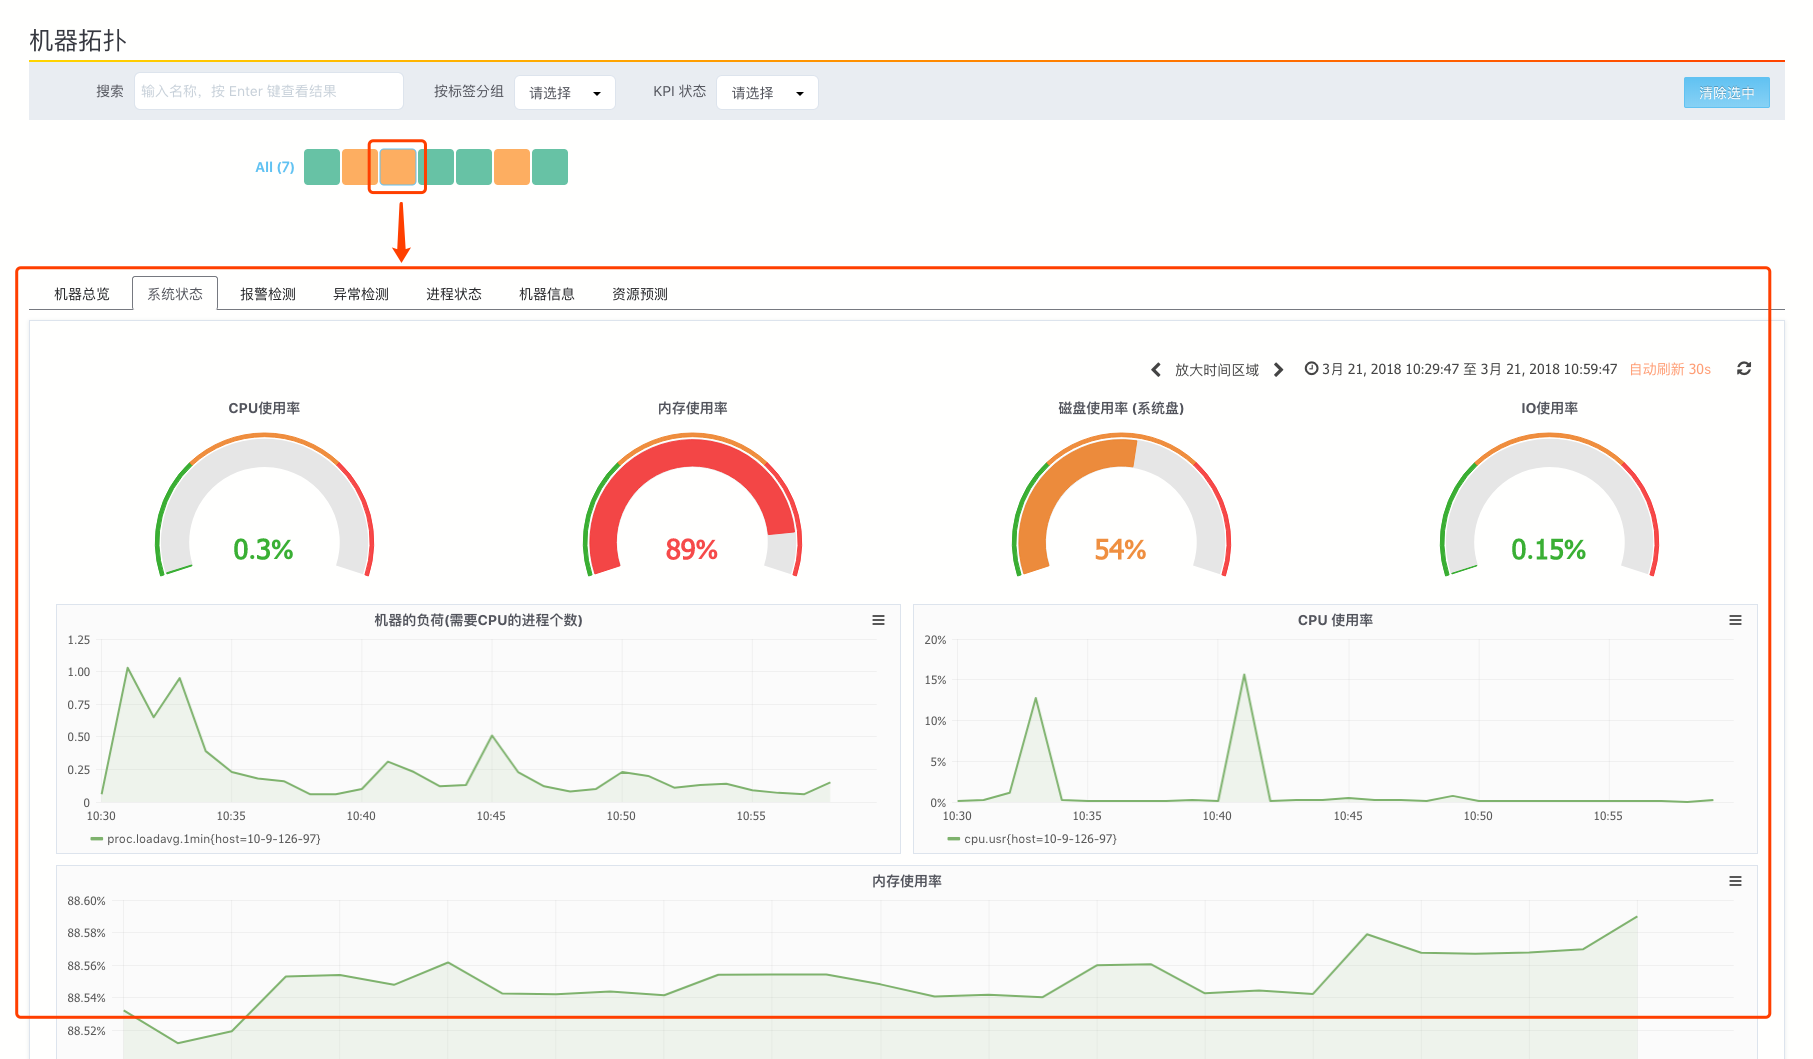 机器拓扑
搜索 输入名称，按 Enter 键查看结果 按标签分组 请选择 KPI 状态 请选择 清除选中
All (7)
机器总览 系统状态 报警检测 异常检测 进程状态 机器信息 资源预测
放大时间区域 3月 21, 2018 10:29:47 至 3月 21, 2018 10:59:47 自动刷新 30s
CPU使用率 内存使用率 磁盘使用率 (系统盘) IO使用率
0.3% 89% 54% 0.15%
机器的负荷(需要CPU的进程个数)
1.25
1.00
0.75
0.50
0.25
0
10:30 10:35 10:40 10:45 10:50 10:55
proc.loadavg.1min{host=10-9-126-97}
CPU 使用率
20%
15%
10%
5%
0%
10:30 10:35 10:40 10:45 10:50 10:55
cpu.usr{host=10-9-126-97}
内存使用率
88.60%
88.58%
88.56%
88.54%
88.52%